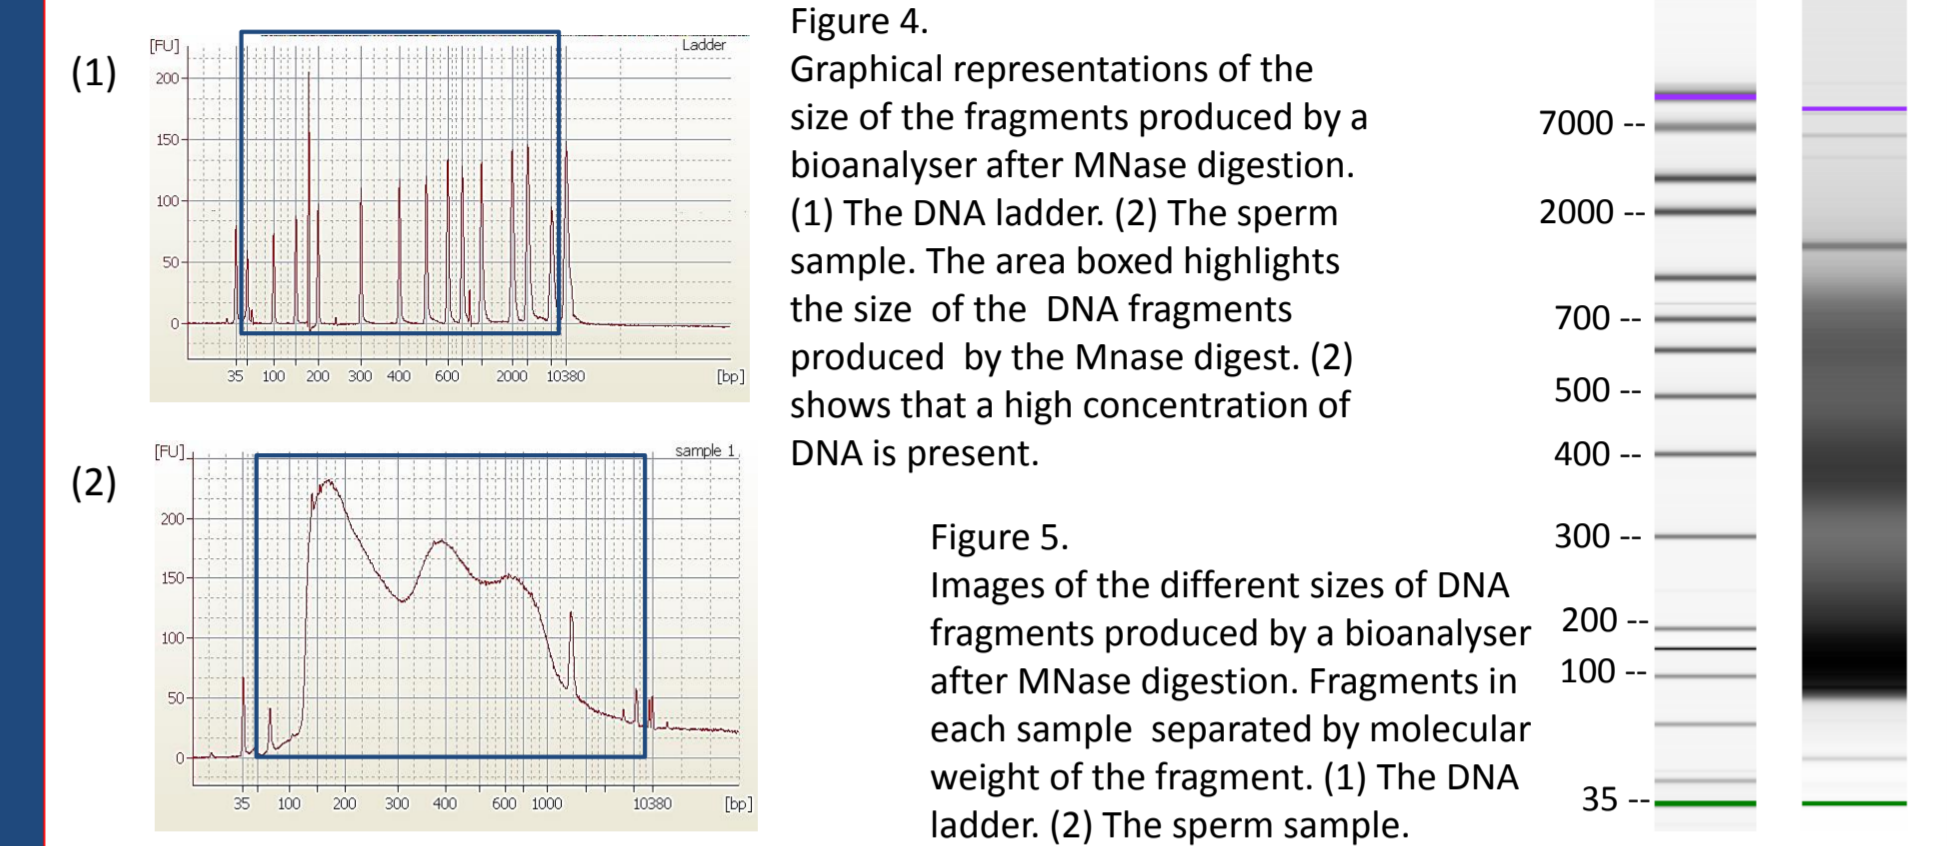 (1)
[FU]
Ladder
200
150
100
50
0
35 100 200 300 400 600 2000 10380 [bp]
(2)
[FU]
sample 1
200
150
100
50
0
35 100 200 300 400 600 1000 10380 [bp]
Figure 4.
Graphical representations of the
size of the fragments produced by a
bioanalyser after MNase digestion.
(1) The DNA ladder. (2) The sperm
sample. The area boxed highlights
the size of the DNA fragments
produced by the Mnase digest. (2)
shows that a high concentration of
DNA is present.
Figure 5.
Images of the different sizes of DNA
fragments produced by a bioanalyser
after MNase digestion. Fragments in
each sample separated by molecular
weight of the fragment. (1) The DNA
ladder. (2) The sperm sample.
7000 --
2000 --
700 --
500 --
400 --
300 --
200 --
100 --
35 --